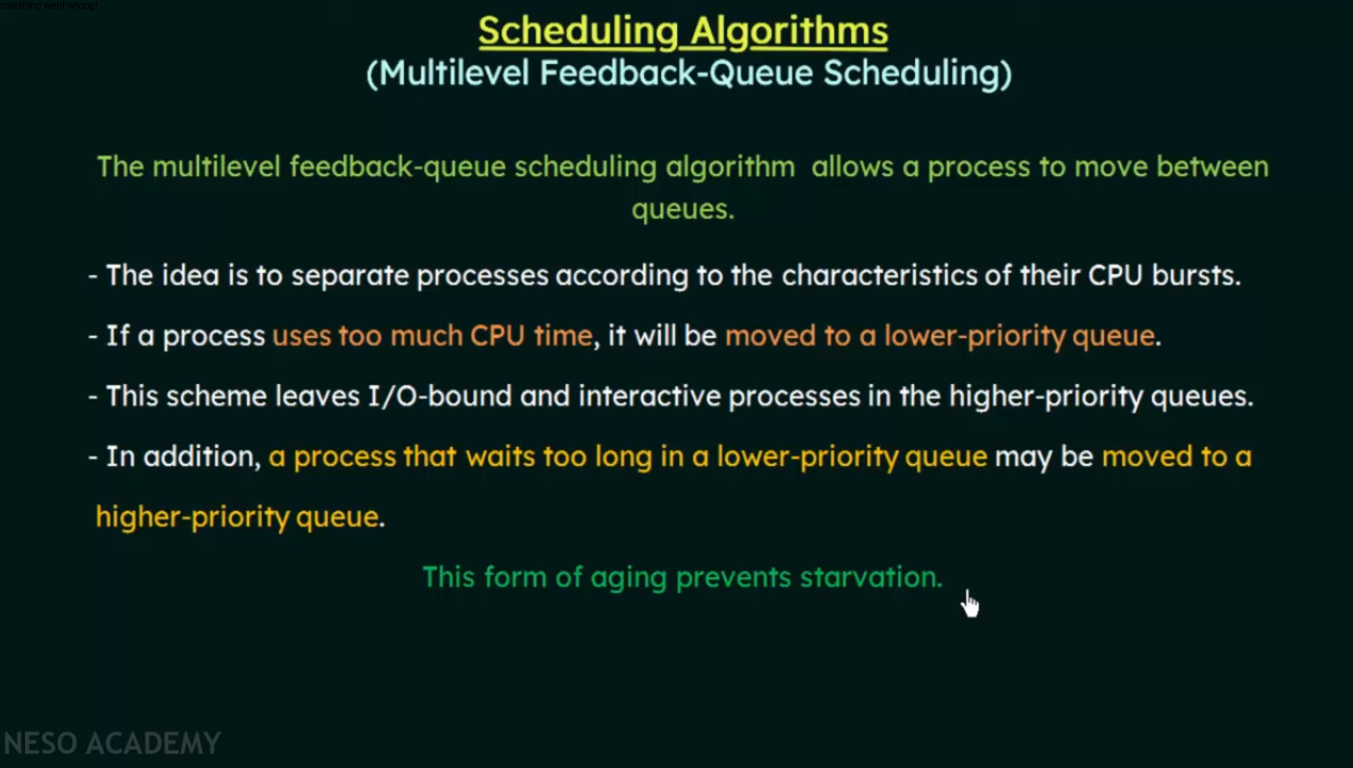 omething went wrong!
Scheduling Algorithms
(Multilevel Feedback-Queue Scheduling)
The multilevel feedback-queue scheduling algorithm allows a process to move between
queues.
- The idea is to separate processes according to the characteristics of their CPU bursts.
- If a process uses too much CPU time, it will be moved to a lower-priority queue.
- This scheme leaves I/O-bound and interactive processes in the higher-priority queues.
- In addition, a process that waits too long in a lower-priority queue may be moved to a
higher-priority queue.
This form of aging prevents starvation.
NESO ACADEMY